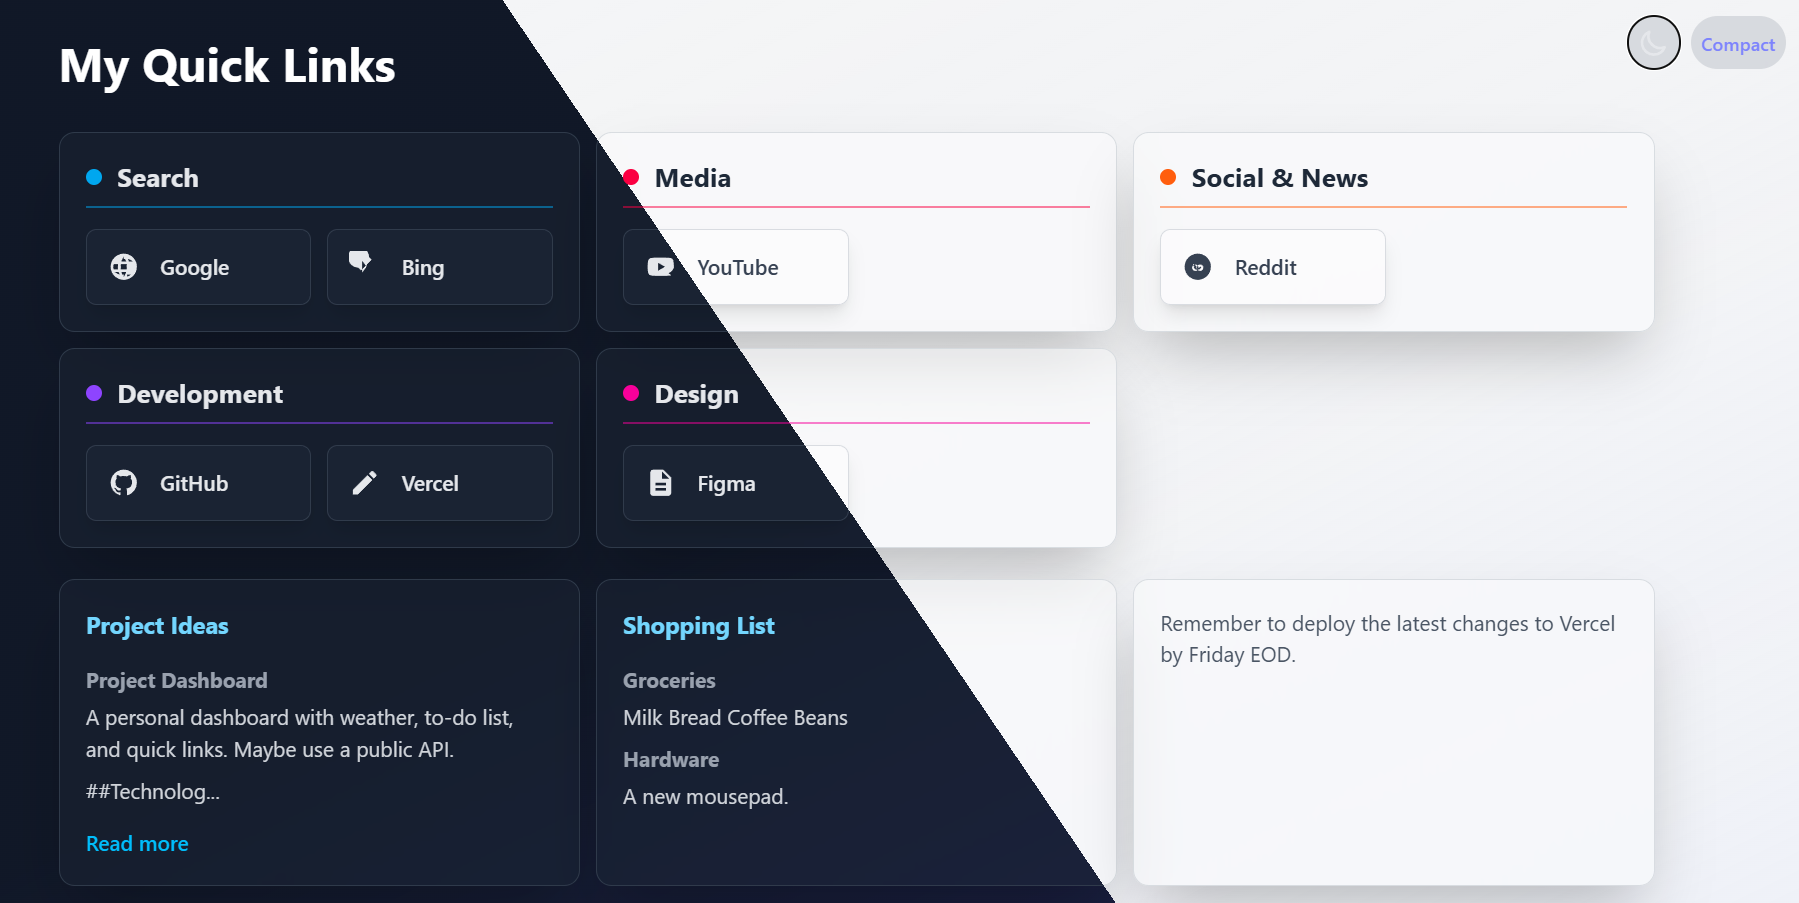 My Quick Links
Compact
Search
Google
Bing
Media
YouTube
Social & News
Reddit
Development
GitHub
Vercel
Design
Figma
Project Ideas
Project Dashboard
A personal dashboard with weather, to-do list,
and quick links. Maybe use a public API.
##Technolog...
Read more
Shopping List
Groceries
Milk Bread Coffee Beans
Hardware
A new mousepad.
Remember to deploy the latest changes to Vercel
by Friday EOD.